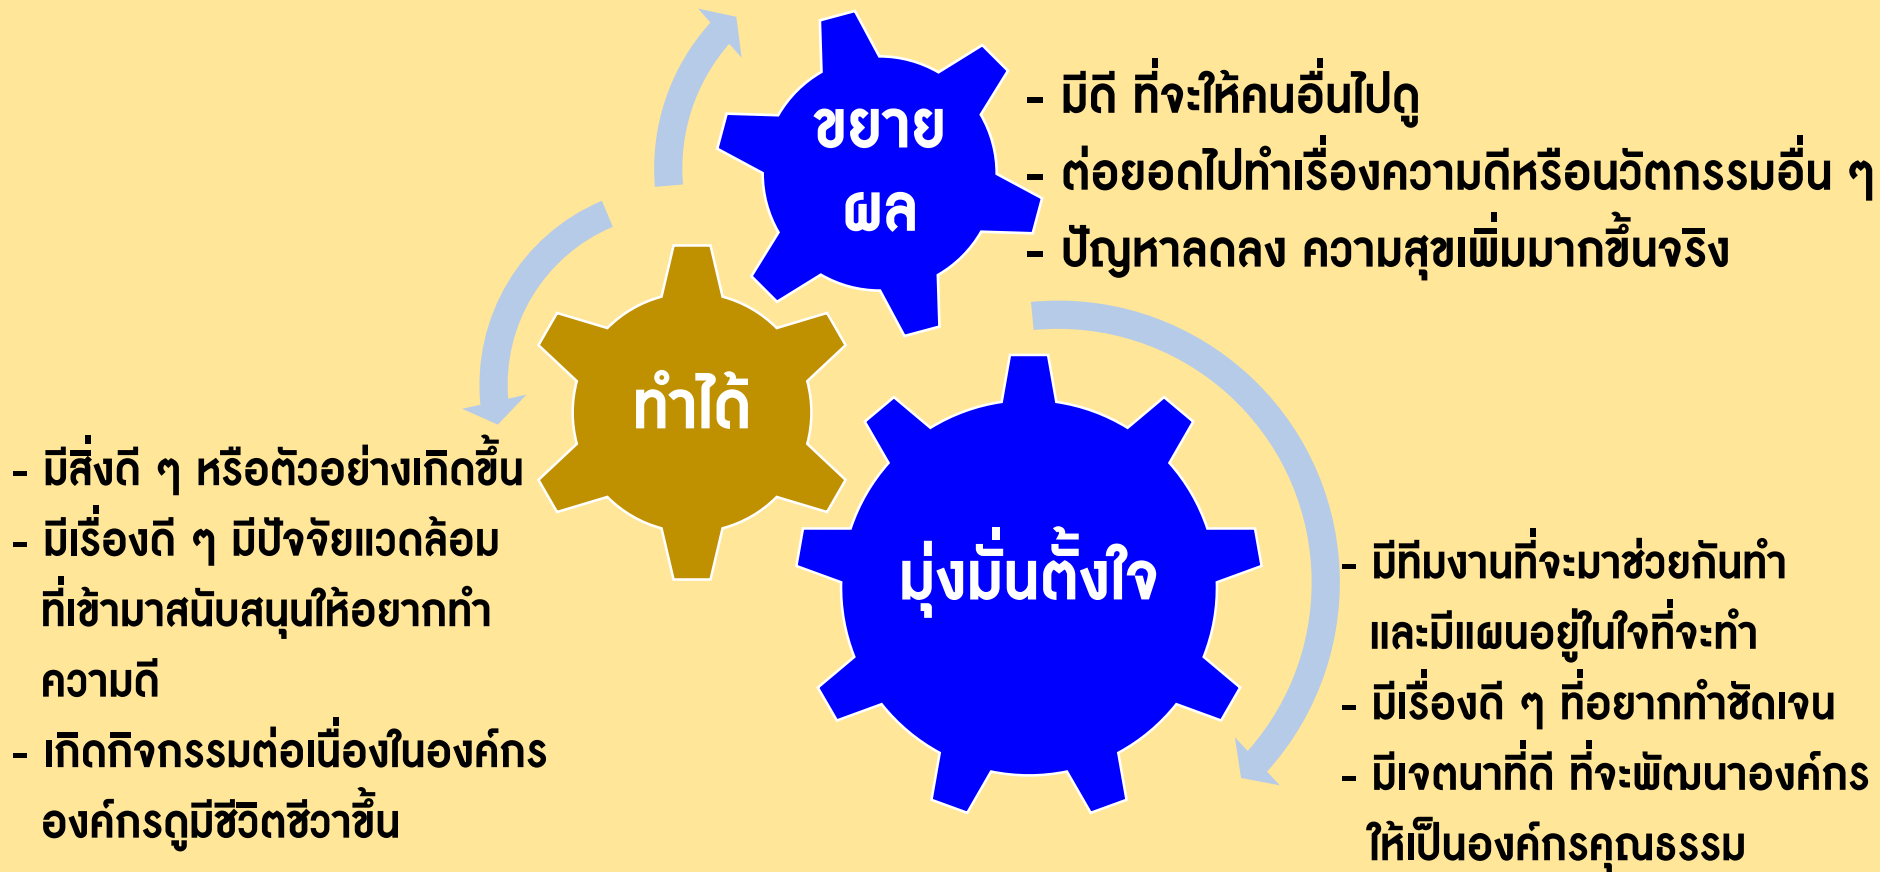 ขยาย
ผล
- มีดี ที่จะให้คนอื่นไปดู
- ต่อยอดไปทำเรื่องความดีหรือนวัตกรรมอื่น ๆ
- ปัญหาลดลง ความสุขเพิ่มมากขึ้นจริง
ทำได้
- มีสิ่งดี ๆ หรือตัวอย่างเกิดขึ้น
- มีเรื่องดี ๆ มีปัจจัยแวดล้อม
ที่เข้ามาสนับสนุนให้อยากทำ
ความดี
- เกิดกิจกรรมต่อเนื่องในองค์กร
องค์กรดูมีชีวิตชีวาขึ้น
มุ่งมั่นตั้งใจ
- มีทีมงานที่จะมาช่วยกันทำ
และมีแผนอยู่ในใจที่จะทำ
- มีเรื่องดี ๆ ที่อยากทำชัดเจน
- มีเจตนาที่ดี ที่จะพัฒนาองค์กร
ให้เป็นองค์กรคุณธรรม